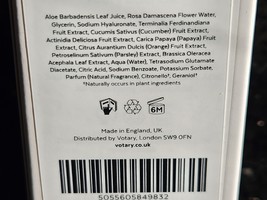 Aloe Barbadensis Leaf Juice, Rosa Damascena Flower Water,
Glycerin, Sodium Hyaluronate, Terminalia Ferdinandiana
Fruit Extract, Cucumis Sativus (Cucumber) Fruit Extract,
Actinidia Deliciosa Fruit Extract, Carica Papaya (Papaya) Fruit
Extract, Citrus Aurantium Dulcis (Orange) Fruit Extract,
Petroselinum Sativum (Parsley) Extract, Brassica Oleracea
Acephala Leaf Extract, Aqua (Water), Tetrasodium Glutamate
Diacetate, Citric Acid, Sodium Benzoate, Potassium Sorbate,
Parfum (Natural Fragrance), Citronellol†, Geraniol†
†Naturally occurs in plant ingredients
6M
Made in England, UK
Distributed by Votary, London SW9 0FN
votary.co.uk
5055605849832